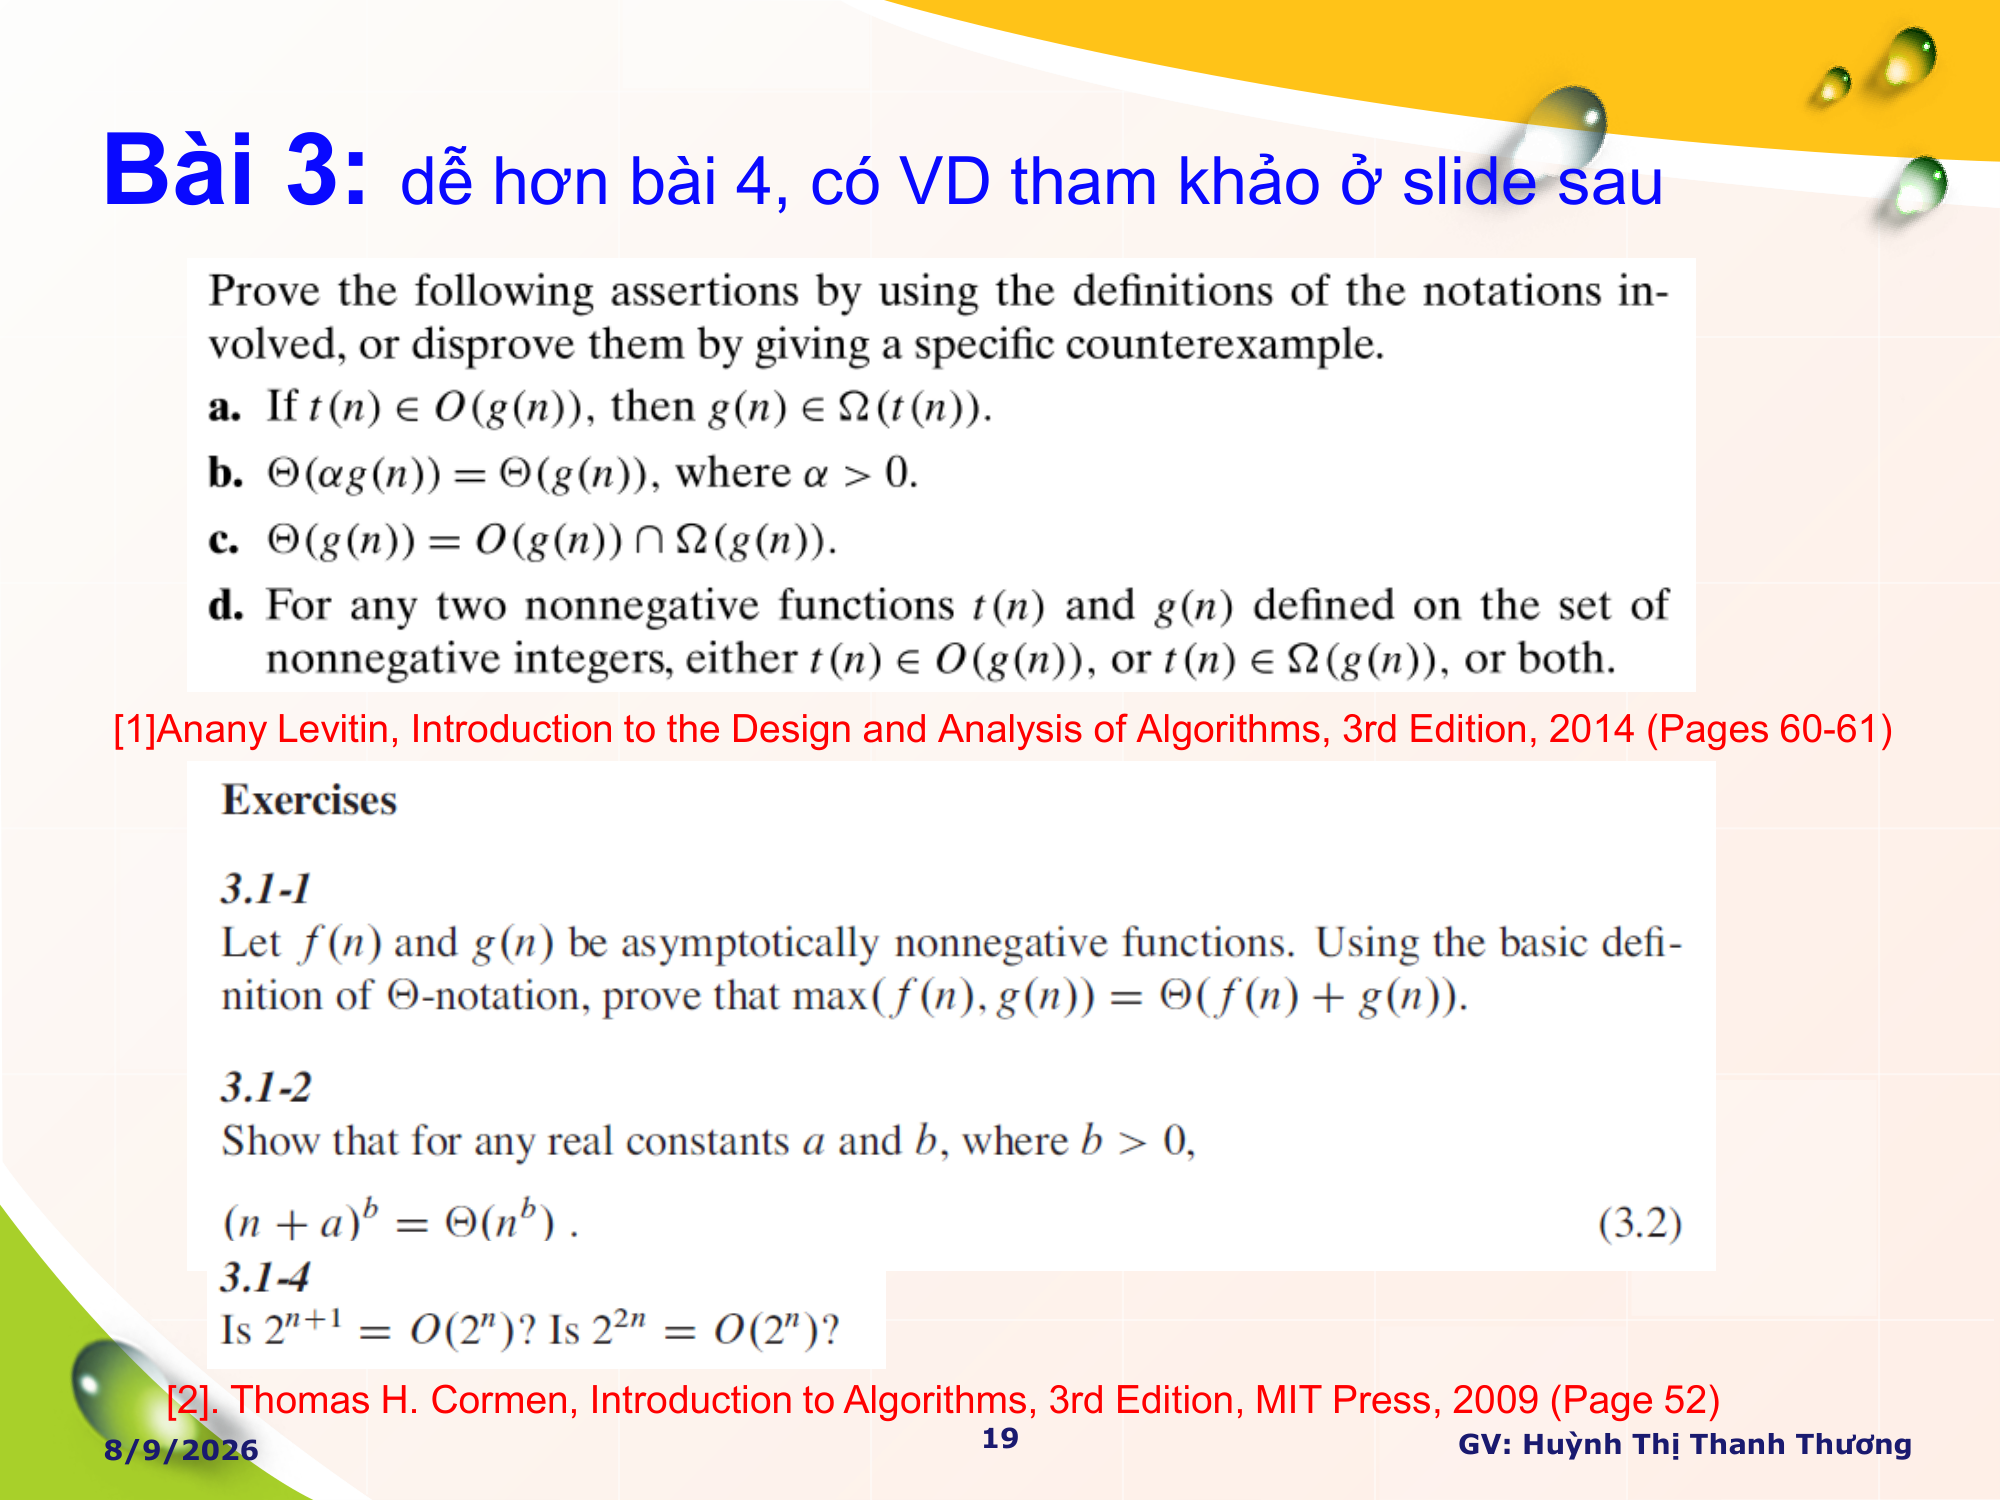 Bài 3: dễ hơn bài 4, có VD tham khảo ở slide sau
Prove the following assertions by using the definitions of the notations in-
volved, or disprove them by giving a specific counterexample.
a. If t(n) ∈ O(g(n)), then g(n) ∈ Ω(t(n)).
b. Θ(αg(n)) = Θ(g(n)), where α > 0.
c. Θ(g(n)) = O(g(n)) ∩ Ω(g(n)).
d. For any two nonnegative functions t(n) and g(n) defined on the set of
nonnegative integers, either t(n) ∈ O(g(n)), or t(n) ∈ Ω(g(n)), or both.
[1]Anany Levitin, Introduction to the Design and Analysis of Algorithms, 3rd Edition, 2014 (Pages 60-61)
Exercises
3.1-1
Let f(n) and g(n) be asymptotically nonnegative functions. Using the basic defi-
nition of Θ-notation, prove that max(f(n), g(n)) = Θ(f(n) + g(n)).
3.1-2
Show that for any real constants a and b, where b > 0,
(n + a)^b = Θ(n^b) . (3.2)
3.1-4
Is 2^{n+1} = O(2^n)? Is 2^{2n} = O(2^n)?
[2]. Thomas H. Cormen, Introduction to Algorithms, 3rd Edition, MIT Press, 2009 (Page 52)
8/9/2026
19
GV: Huỳnh Thị Thanh Thương